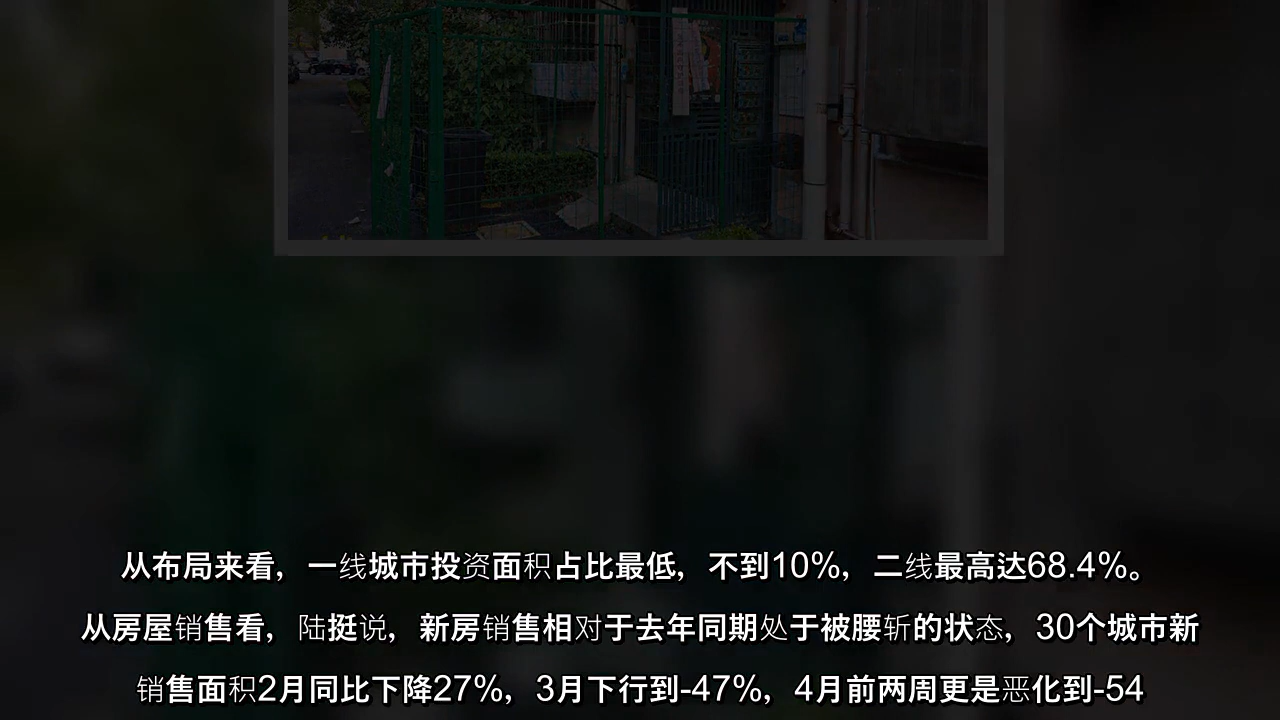 从布局来看，一线城市投资面积占比最低，不到10%，二线最高达68.4%。
从房屋销售看，陆挺说，新房销售相对于去年同期处于被腰斩的状态，30个城市新
销售面积2月同比下降27%，3月下行到-47%，4月前两周更是恶化到-54